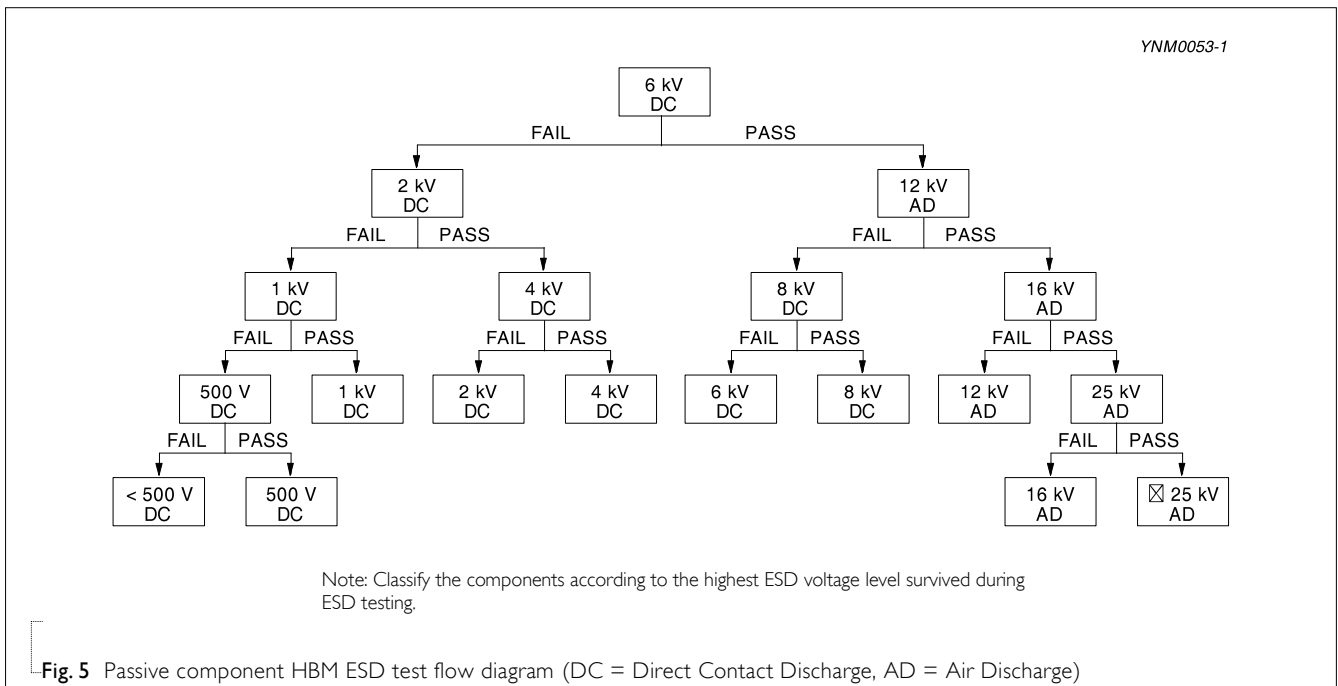 YNM0053-1
6 kV
DC
FAIL PASS
2 kV
DC
12 kV
AD
FAIL PASS
FAIL PASS
1 kV
DC
4 kV
DC
8 kV
DC
16 kV
AD
FAIL PASS
FAIL PASS
FAIL PASS
FAIL PASS
500 V
DC
1 kV
DC
2 kV
DC
4 kV
DC
6 kV
DC
8 kV
DC
12 kV
AD
25 kV
AD
FAIL PASS
FAIL PASS
< 500 V
DC
500 V
DC
16 kV
AD
☒ 25 kV
AD
Note: Classify the components according to the highest ESD voltage level survived during
ESD testing.
Fig. 5 Passive component HBM ESD test flow diagram (DC = Direct Contact Discharge, AD = Air Discharge)